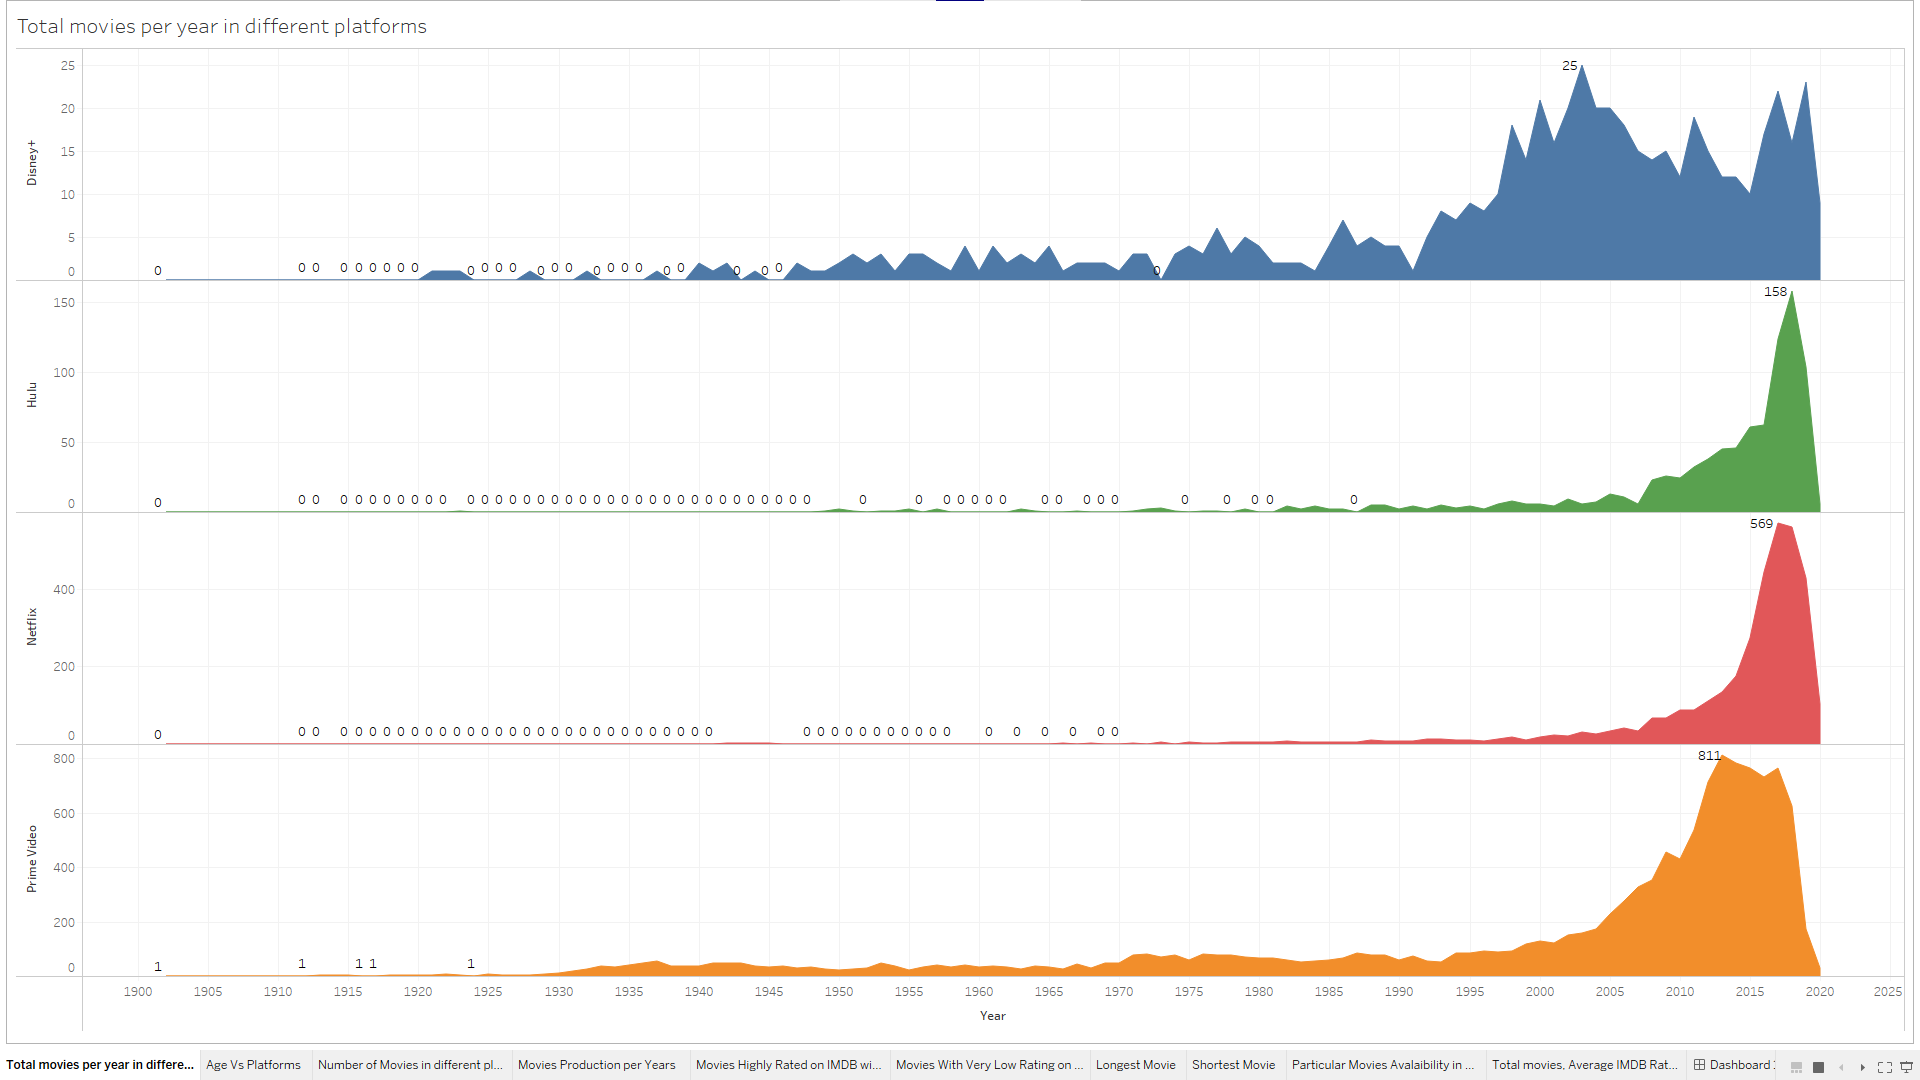 Total movies per year in different platforms
25
20
15
10
5
0
Disney+
25
0 0 0 0 0 0 0 0 0 0 0 0 0 0 0 0 0 0 0 0 0 0 0 0 0 0 0
150
100
50
0
Hulu
158
0 0 0 0 0 0 0 0 0 0 0 0 0 0 0 0 0 0 0 0 0 0 0 0 0 0 0 0 0 0 0 0 0 0 0 0 0 0 0 0 0 0 0 0 0 0 0 0 0 0 0 0 0
400
200
0
Netflix
569
0 0 0 0 0 0 0 0 0 0 0 0 0 0 0 0 0 0 0 0 0 0 0 0 0 0 0 0 0 0 0 0 0 0 0 0 0 0 0 0 0 0 0 0 0 0
800
600
400
200
0
Prime Video
811
1 1 1 1 1
1900 1905 1910 1915 1920 1925 1930 1935 1940 1945 1950 1955 1960 1965 1970 1975 1980 1985 1990 1995 2000 2005 2010 2015 2020 2025
Year
Total movies per year in differe... Age Vs Platforms Number of Movies in different pl... Movies Production per Years Movies Highly Rated on IMDB wi... Movies With Very Low Rating on ... Longest Movie Shortest Movie Particular Movies Avalaibility in ... Total movies, Average IMDB Rat... Dashboard